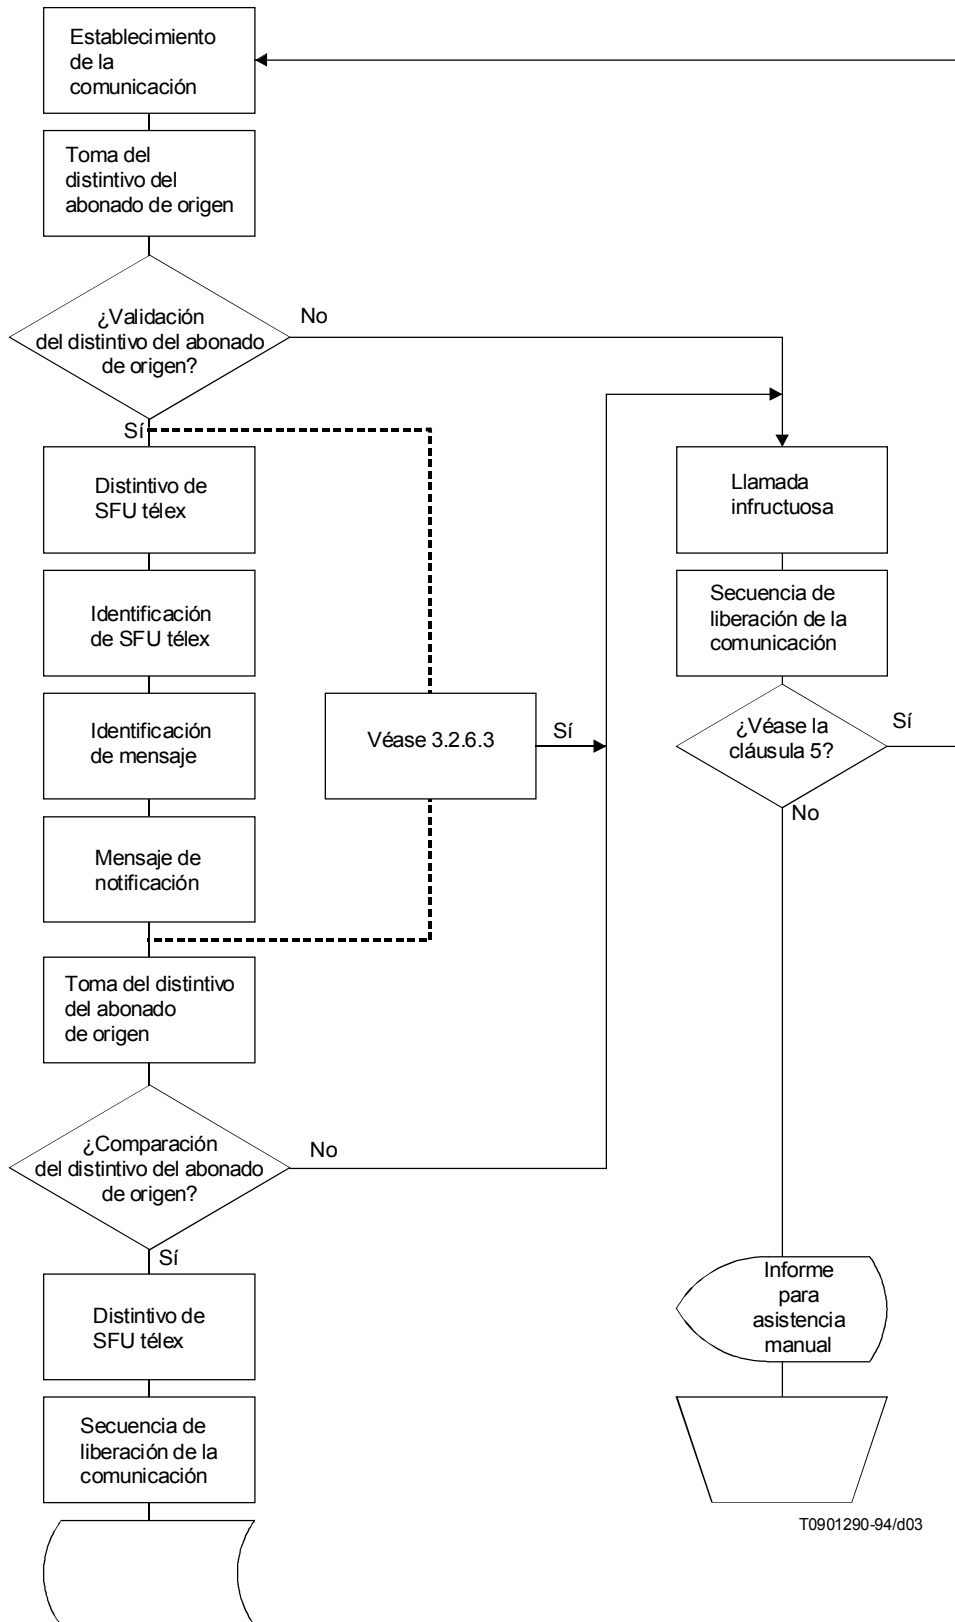 Establecimiento
de la
comunicación
Toma del
distintivo del
abonado de origen
¿Validación
del distintivo del abonado
de origen?
No
Sí
Distintivo de
SFU télex
Identificación
de SFU télex
Identificación
de mensaje
Mensaje de
notificación
Véase 3.2.6.3
Sí
Llamada
infructuosa
Secuencia de
liberación de la
comunicación
¿Véase la
cláusula 5?
Sí
No
Toma del distintivo
del abonado
de origen
¿Comparación
del distintivo del abonado
de origen?
No
Sí
Distintivo de
SFU télex
Secuencia de
liberación de la
comunicación
Informe
para
asistencia
manual
T0901290-94/d03